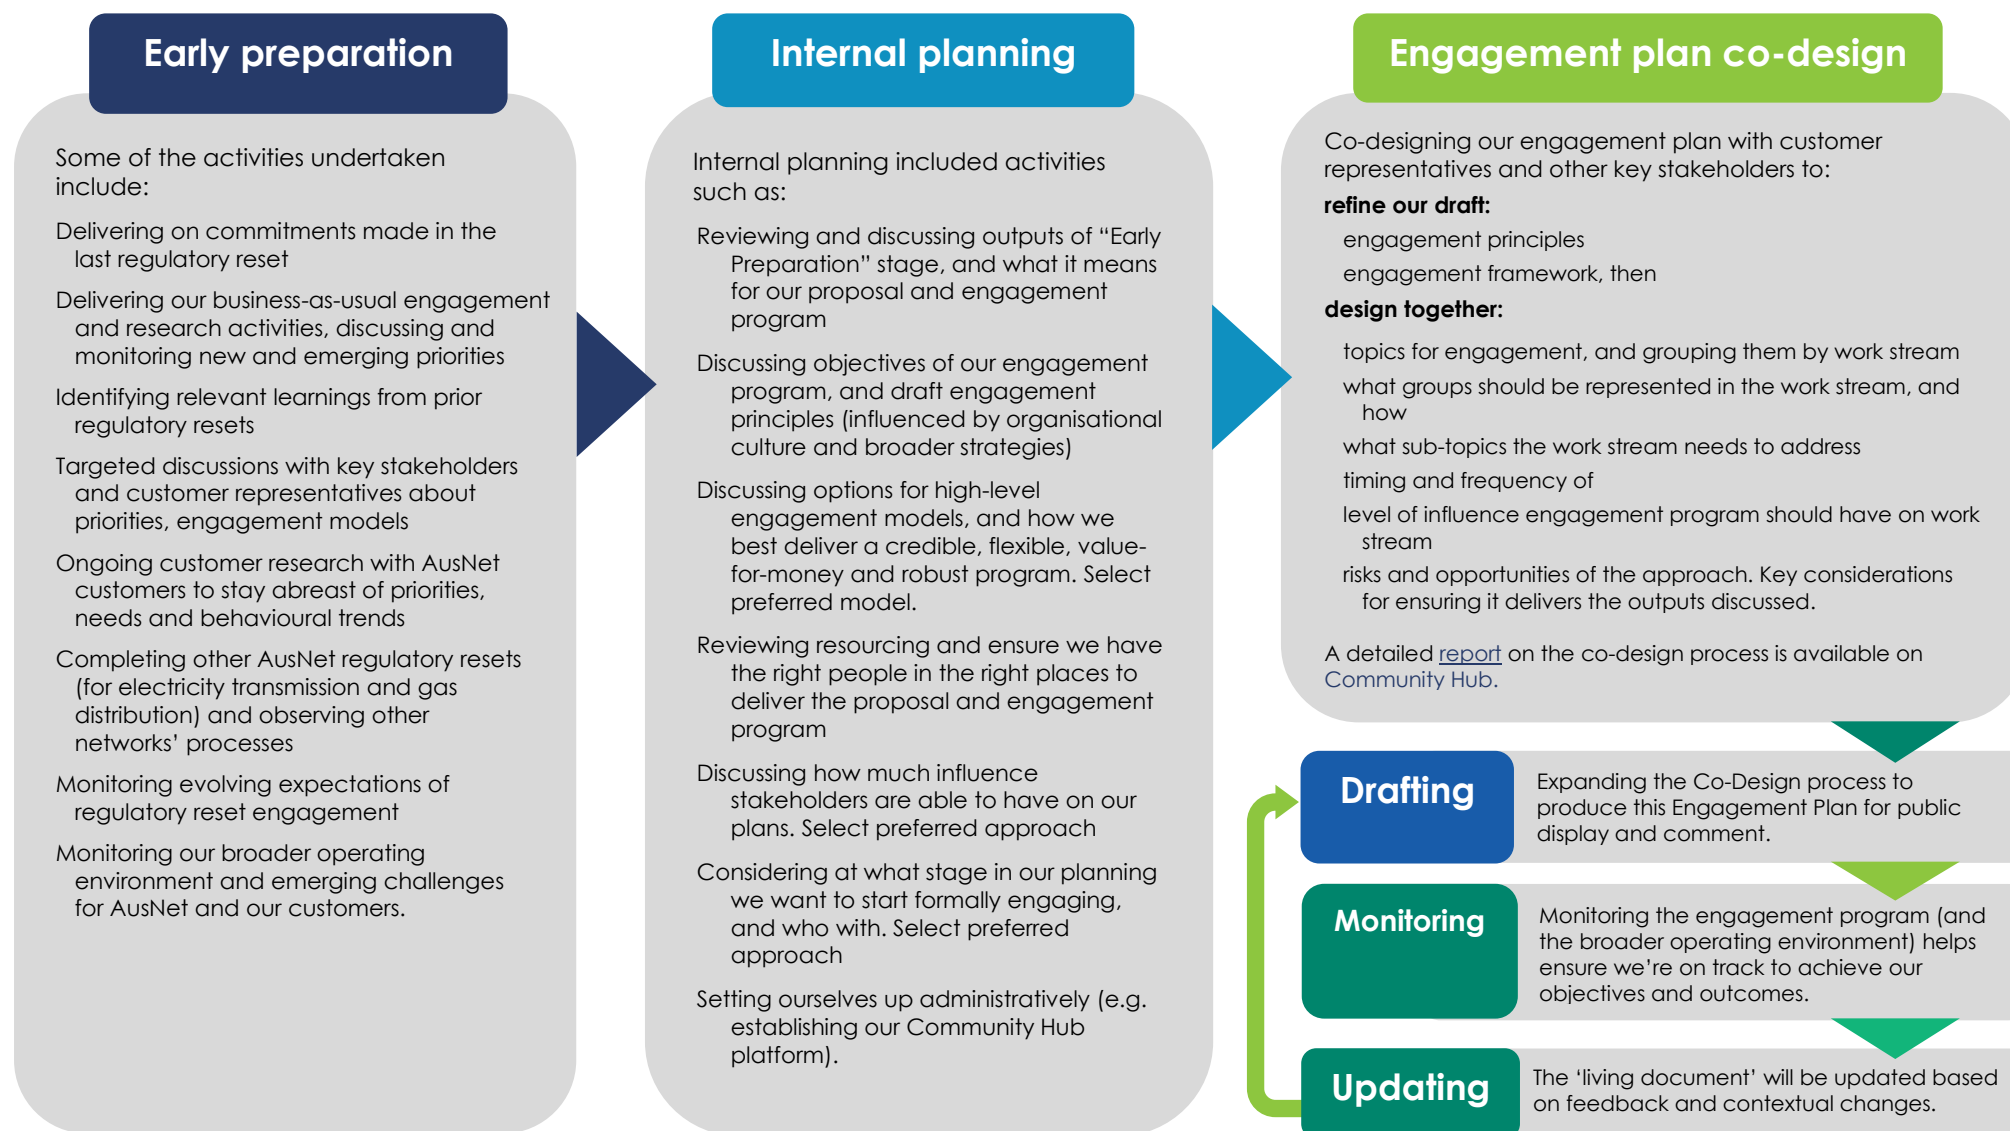 Early preparation
Some of the activities undertaken
include:
Delivering on commitments made in the
last regulatory reset
Delivering our business-as-usual engagement
and research activities, discussing and
monitoring new and emerging priorities
Identifying relevant learnings from prior
regulatory resets
Targeted discussions with key stakeholders
and customer representatives about
priorities, engagement models
Ongoing customer research with AusNet
customers to stay abreast of priorities,
needs and behavioural trends
Completing other AusNet regulatory resets
(for electricity transmission and gas
distribution) and observing other
networks’ processes
Monitoring evolving expectations of
regulatory reset engagement
Monitoring our broader operating
environment and emerging challenges
for AusNet and our customers.
Internal planning
Internal planning included activities
such as:
Reviewing and discussing outputs of “Early
Preparation” stage, and what it means
for our proposal and engagement
program
Discussing objectives of our engagement
program, and draft engagement
principles (influenced by organisational
culture and broader strategies)
Discussing options for high-level
engagement models, and how we
best deliver a credible, flexible, value-
for-money and robust program. Select
preferred model.
Reviewing resourcing and ensure we have
the right people in the right places to
deliver the proposal and engagement
program
Discussing how much influence
stakeholders are able to have on our
plans. Select preferred approach
Considering at what stage in our planning
we want to start formally engaging,
and who with. Select preferred
approach
Setting ourselves up administratively (e.g.
establishing our Community Hub
platform).
Engagement plan co-design
Co-designing our engagement plan with customer
representatives and other key stakeholders to:
refine our draft:
engagement principles
engagement framework, then
design together:
topics for engagement, and grouping them by work stream
what groups should be represented in the work stream, and
how
what sub-topics the work stream needs to address
timing and frequency of
level of influence engagement program should have on work
stream
risks and opportunities of the approach. Key considerations
for ensuring it delivers the outputs discussed.
A detailed report on the co-design process is available on
Community Hub.
Drafting
Expanding the Co-Design process to
produce this Engagement Plan for public
display and comment.
Monitoring
Monitoring the engagement program (and
the broader operating environment) helps
ensure we’re on track to achieve our
objectives and outcomes.
Updating
The ‘living document’ will be updated based
on feedback and contextual changes.